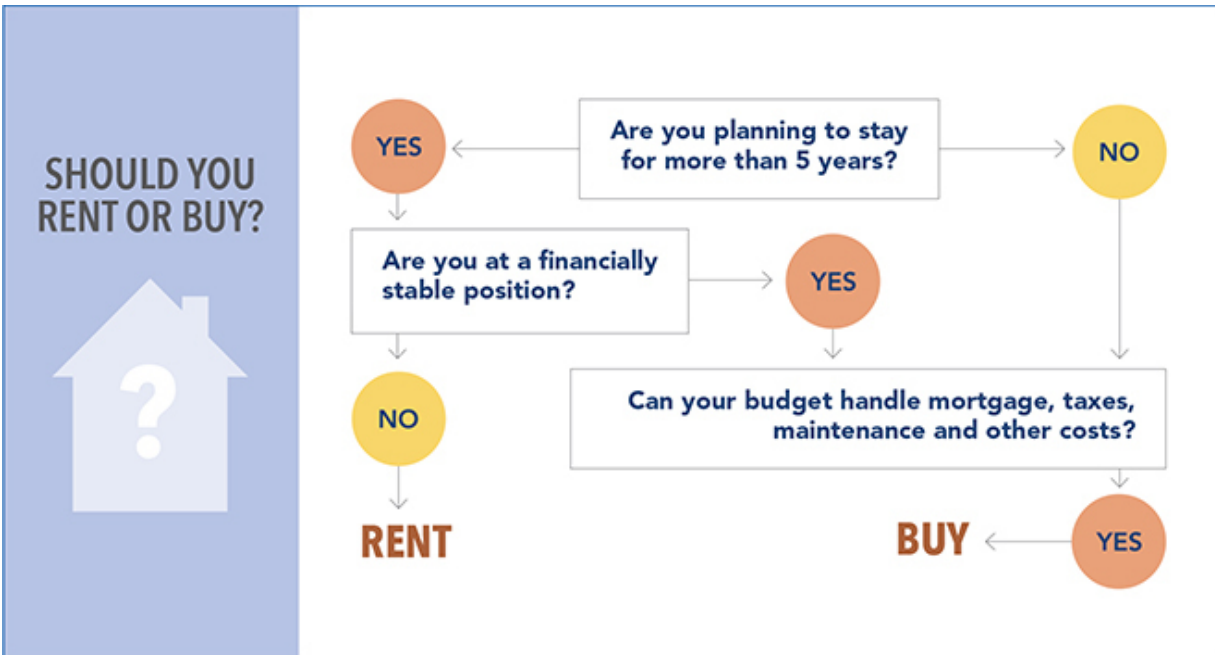 SHOULD YOU
RENT OR BUY?
?
Are you planning to stay
for more than 5 years?
YES
NO
Are you at a financially
stable position?
YES
NO
Can your budget handle mortgage, taxes,
maintenance and other costs?
RENT
BUY
YES